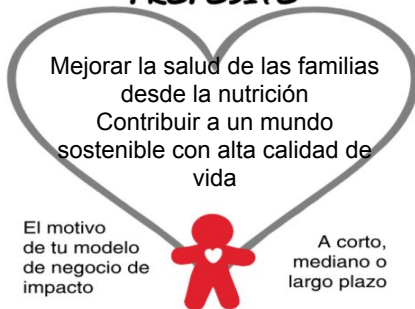 Mejorar la salud de las familias
desde la nutrición
Contribuir a un mundo
sostenible con alta calidad de
vida
El motivo
de tu modelo
de negocio de
impacto
A corto,
mediano o
largo plazo